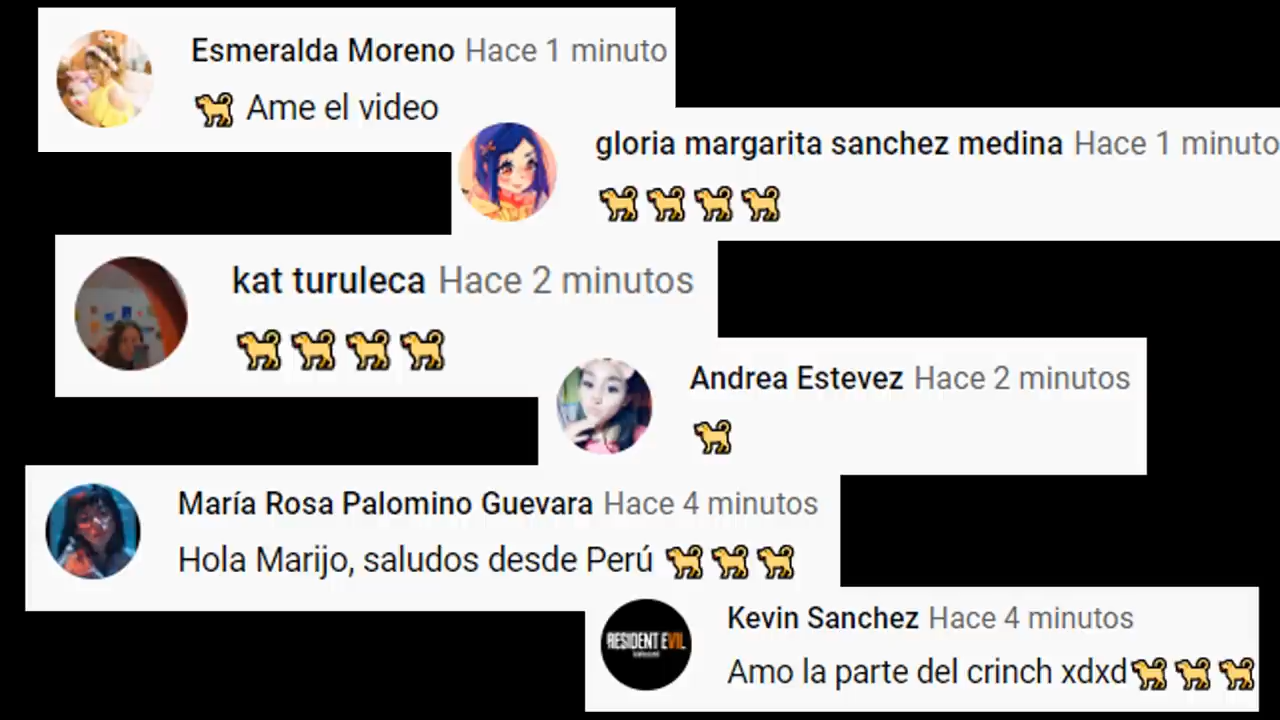 Esmeralda Moreno Hace 1 minuto
🐕 Ame el video
gloria margarita sanchez medina Hace 1 minuto
🐕🐕🐕🐕
kat turuleca Hace 2 minutos
🐕🐕🐕🐕
Andrea Estevez Hace 2 minutos
🐕
María Rosa Palomino Guevara Hace 4 minutos
Hola Marijo, saludos desde Perú 🐕🐕🐕
Kevin Sanchez Hace 4 minutos
RESIDENT EVIL
Amo la parte del crinch xdxd🐕🐕🐕